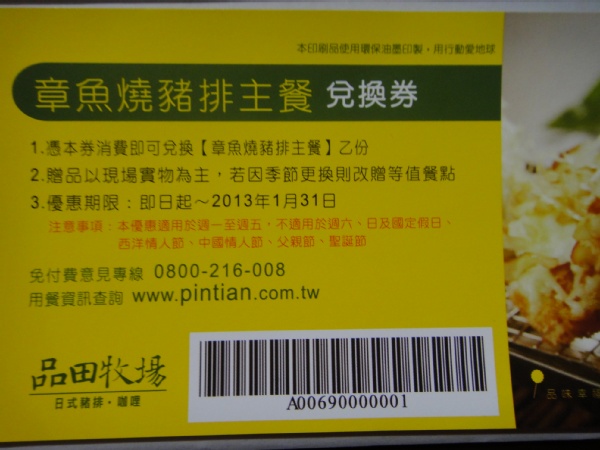 本印刷品使用環保油墨印製，用行動愛地球
章魚燒豬排主餐 兌換券
1.憑本券消費即可兌換【章魚燒豬排主餐】乙份
2.贈品以現場實物為主，若因季節更換則改贈等值餐點
3.優惠期限：即日起～2013年1月31日
注意事項：本優惠適用於週一至週五，不適用於週六、日及國定假日、
西洋情人節、中國情人節、父親節、聖誕節
免付費意見專線 0800-216-008
用餐資訊查詢 www.pintian.com.tw
品田牧場
日式豬排・咖哩
A00690000001
品味幸